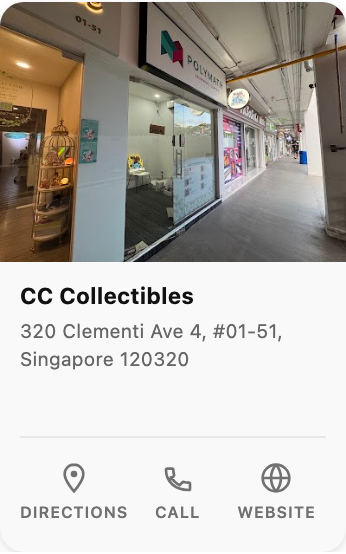 01-51
POLYMATH
CC Collectibles
320 Clementi Ave 4, #01-51,
Singapore 120320
DIRECTIONS
CALL
WEBSITE